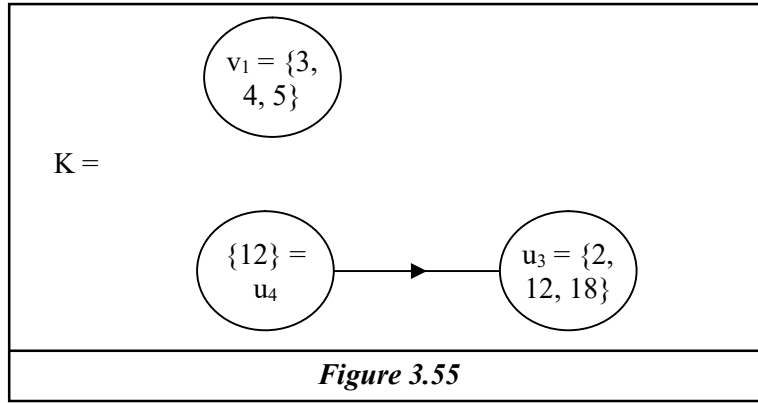 v₁ = {3,
4, 5}
K =
{12} =
u₄
u₃ = {2,
12, 18}
Figure 3.55